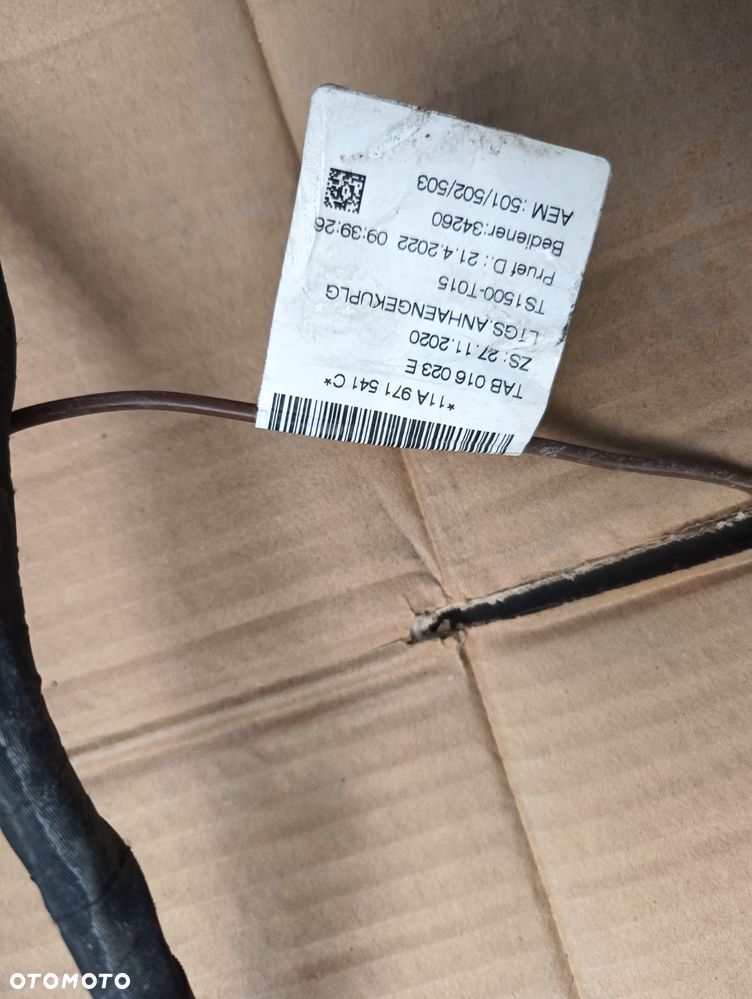 *11A 971 541 C*
TAB 016 023 E
ZS: 27.11.2020
LTGS.ANHAENGEKUPLG
TS1500-T015
Pruef D.: 21.4.2022 09:39:26
Bediener:34260
AEM :501/502/503
OTOMOTO